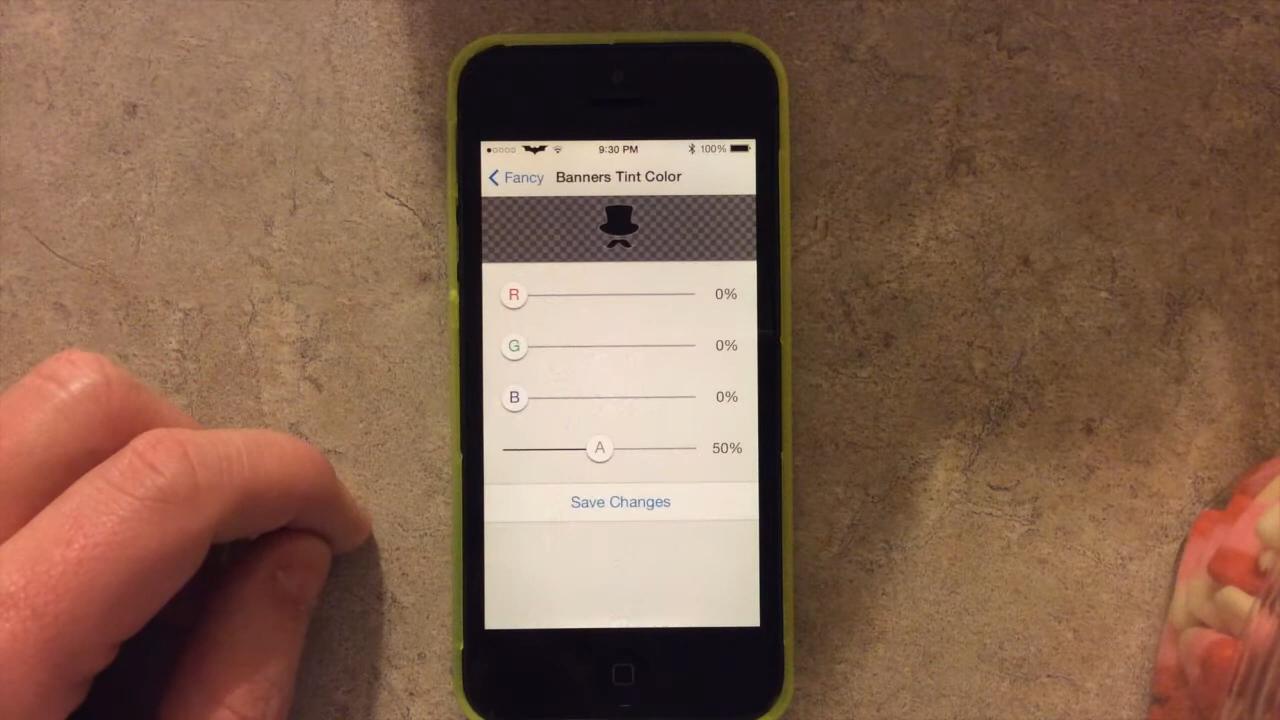 9:30 PM 100%
Fancy Banners Tint Color
R 0%
G 0%
B 0%
A 50%
Save Changes